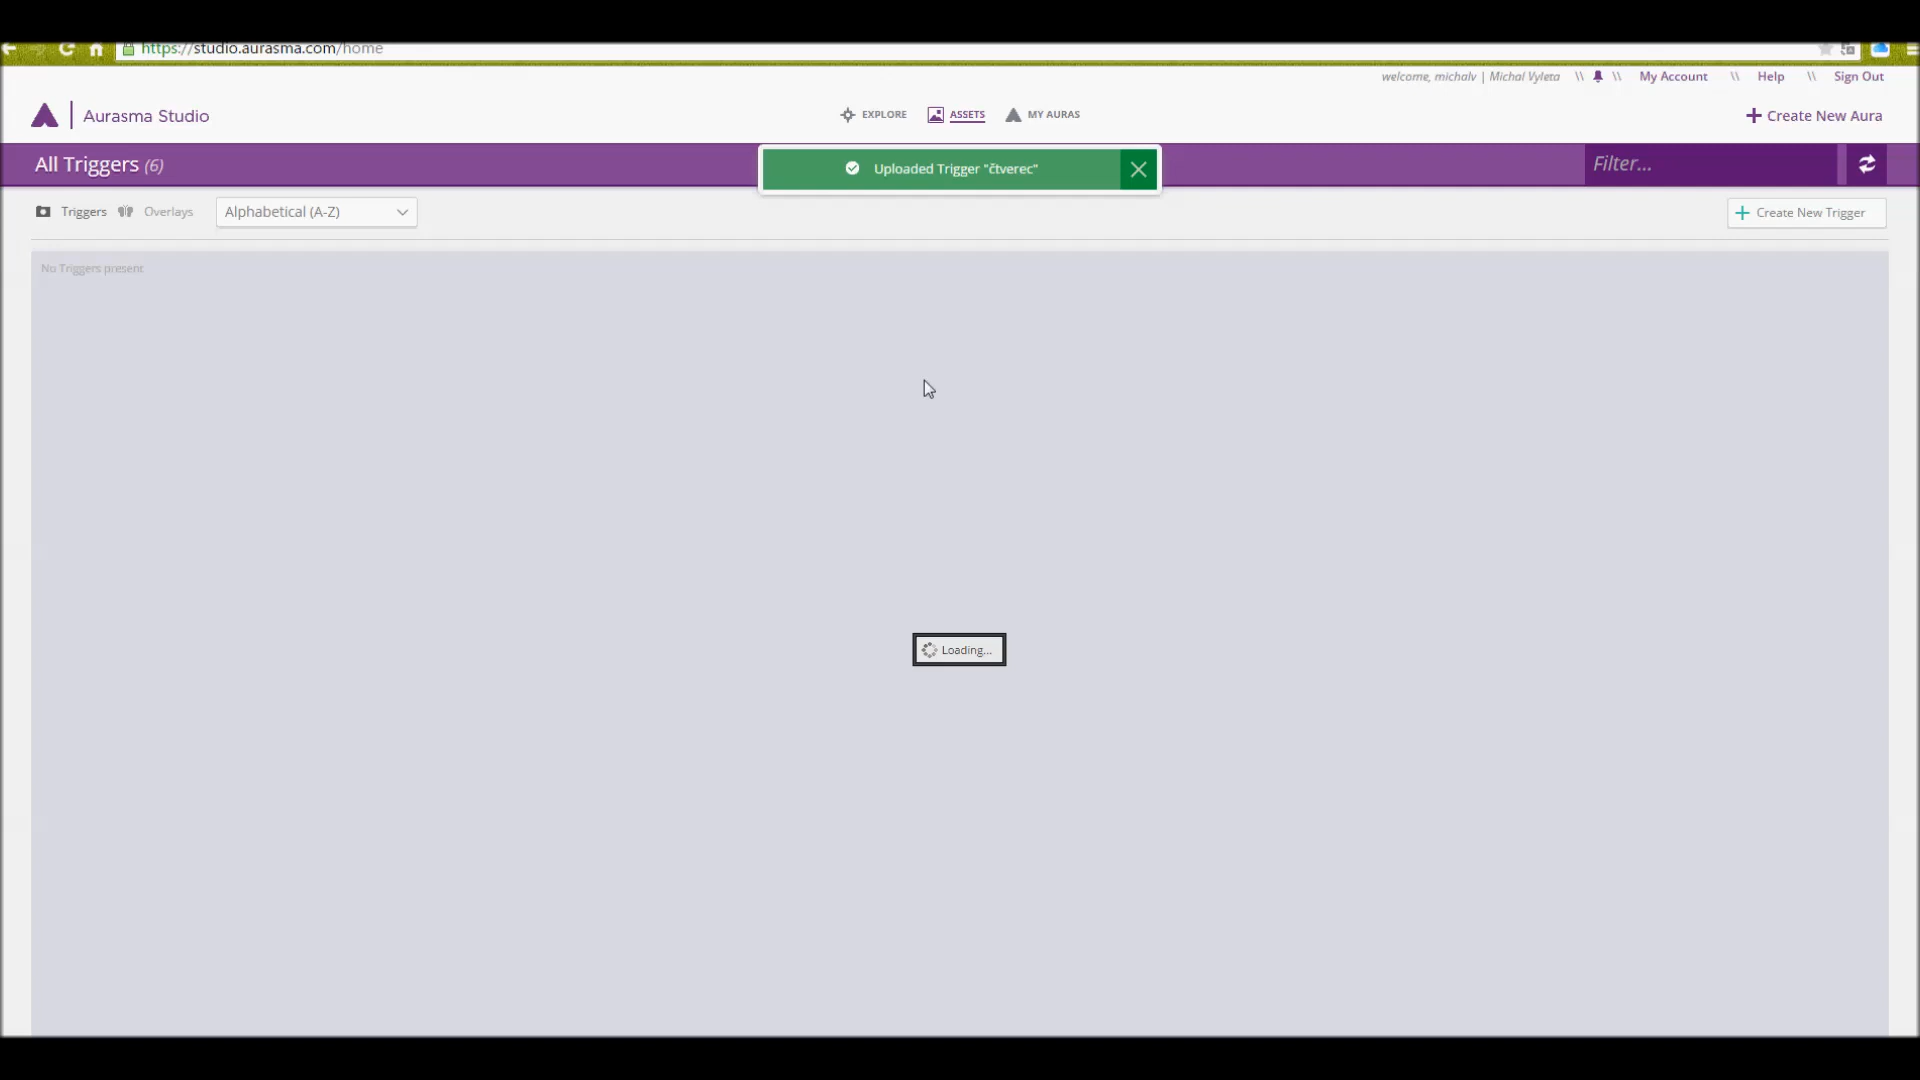 https://studio.aurasma.com/home
welcome, michalv | Michal Vyleta \\ \\ My Account \\ Help \\ Sign Out
Aurasma Studio
EXPLORE ASSETS MY AURAS
+ Create New Aura
All Triggers (6)
Uploaded Trigger "čtverec"
Filter...
Triggers Overlays Alphabetical (A-Z)
+ Create New Trigger
No Triggers present
Loading...